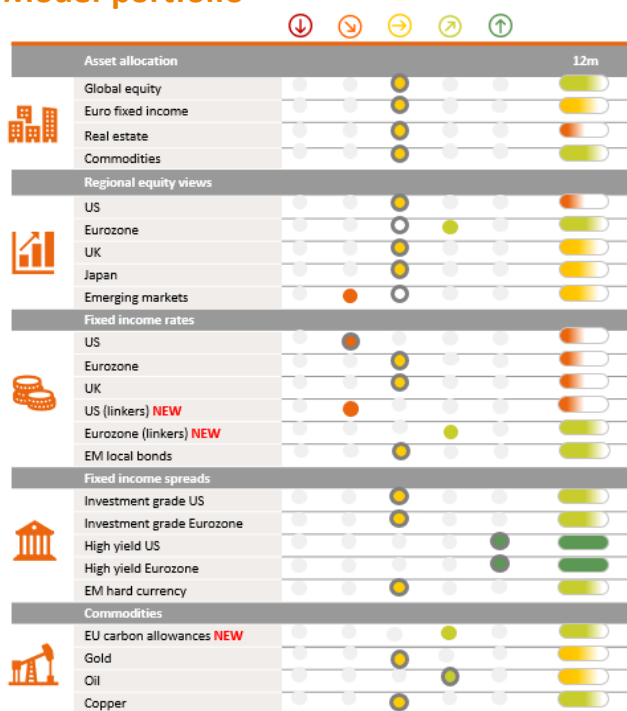 Model portfolio
Asset allocation 12m
Global equity
Euro fixed income
Real estate
Commodities
Regional equity views
US
Eurozone
UK
Japan
Emerging markets
Fixed income rates
US
Eurozone
UK
US (linkers) NEW
Eurozone (linkers) NEW
EM local bonds
Fixed income spreads
Investment grade US
Investment grade Eurozone
High yield US
High yield Eurozone
EM hard currency
Commodities
EU carbon allowances NEW
Gold
Oil
Copper